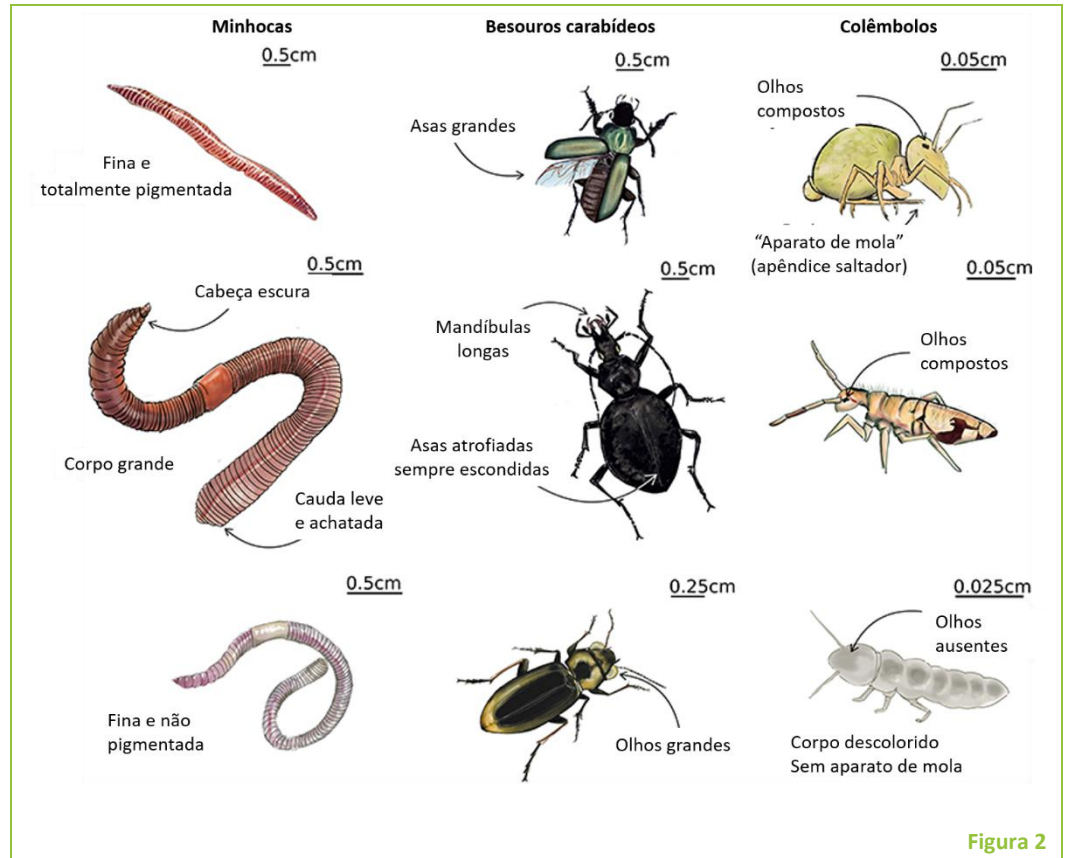 Minhocas
Besouros carabídeos
Colêmbolos
0.5cm
0.5cm
0.05cm
Fina e
totalmente pigmentada
Asas grandes
Olhos
compostos
"Aparato de mola"
(apêndice saltador)
0.5cm
0.5cm
0.05cm
Cabeça escura
Corpo grande
Cauda leve
e achatada
Mandíbulas
longas
Asas atrofiadas
sempre escondidas
Olhos
compostos
0.5cm
0.25cm
0.025cm
Fina e não
pigmentada
Olhos grandes
Olhos
ausentes
Corpo descolorido
Sem aparato de mola
Figura 2